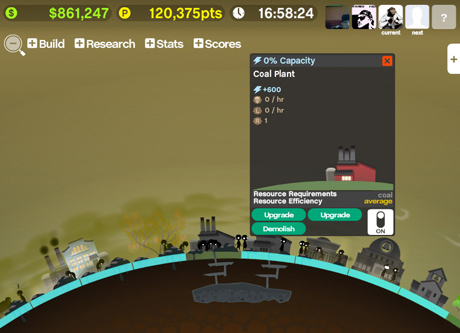 $ $861,247 P 120,375pts 16:58:24
Build Research Stats Scores
current next ?
0% Capacity
Coal Plant
+600
0 / hr
L 0 / hr
R 1
Resource Requirements coal
Resource Efficiency average
Upgrade Upgrade
Demolish
ON